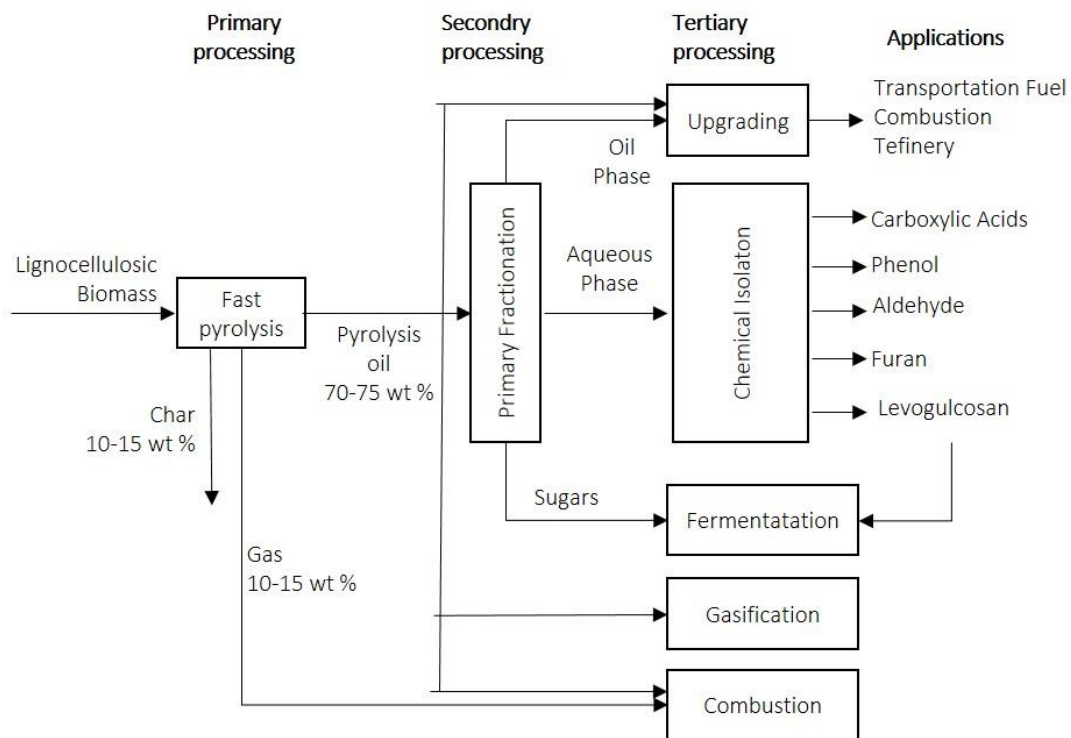 Primary
processing
Secondry
processing
Tertiary
processing
Applications
Upgrading
Transportation Fuel
Combustion
Tefinery
Oil
Phase
Primary Fractionation
Aqueous
Phase
Chemical Isolaton
Carboxylic Acids
Phenol
Aldehyde
Furan
Levogulcosan
Lignocellulosic
Biomass
Fast
pyrolysis
Pyrolysis
oil
70-75 wt %
Char
10-15 wt %
Sugars
Fermentatation
Gas
10-15 wt %
Gasification
Combustion